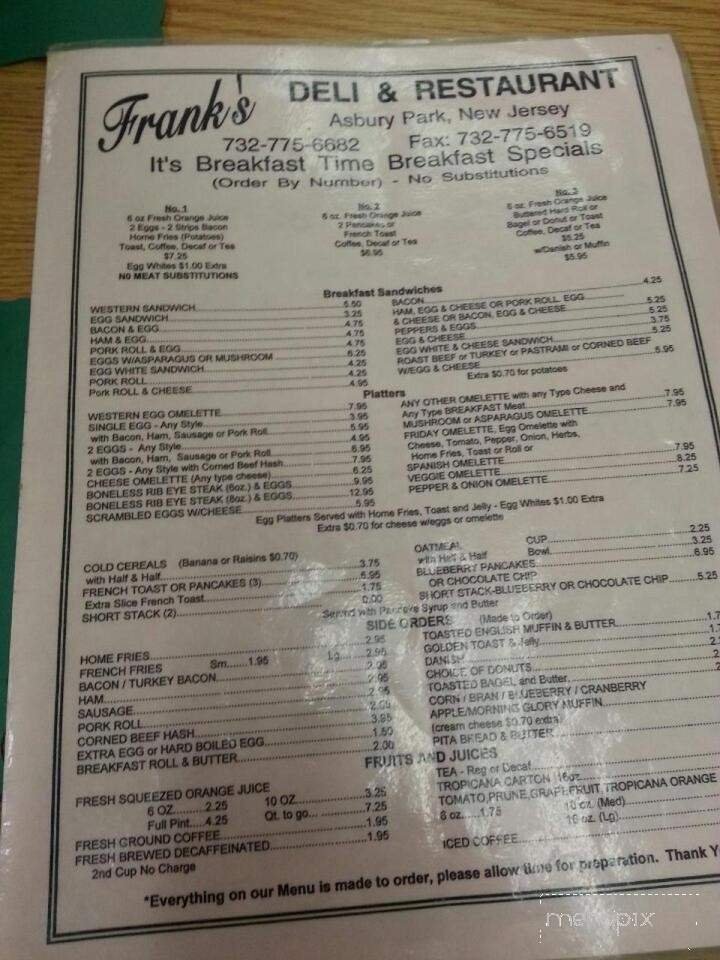 Frank's DELI & RESTAURANT
Asbury Park, New Jersey
732-775-6682 Fax: 732-775-6519
It's Breakfast Time Breakfast Specials
(Order By Number) - No Substitutions
No. 1
6 oz Fresh Orange Juice
2 Eggs - 2 Strips Bacon
Home Fries (Potatoes)
Toast, Coffee, Decaf or Tea
$7.25
Egg Whites $1.00 Extra
NO MEAT SUBSTITUTIONS
No. 2
6 oz. Fresh Orange Juice
2 Pancakes or
French Toast
Coffee, Decaf or Tea
$6.95
No. 3
6 oz. Fresh Orange Juice
Buttered Hard Roll or
Bagel or Donut or Toast
Coffee, Decaf or Tea
$5.25
w/Danish or Muffin
$5.95
Breakfast Sandwiches
WESTERN SANDWICH 5.50
EGG SANDWICH 3.25
BACON & EGG 4.75
HAM & EGG 4.75
PORK ROLL & EGG 4.75
EGGS W/ASPARAGUS OR MUSHROOM 6.25
EGG WHITE SANDWICH 4.25
PORK ROLL 4.25
Pork ROLL & CHEESE 4.95
BACON 4.25
HAM, EGG & CHEESE OR PORK ROLL, EGG
& CHEESE OR BACON, EGG & CHEESE 5.25
PEPPERS & EGGS 5.25
EGG & CHEESE 3.75
EGG WHITE & CHEESE SANDWICH 5.25
ROAST BEEF or TURKEY or PASTRAMI or CORNED BEEF
W/EGG & CHEESE 5.95
Extra $0.70 for potatoes
Platters
WESTERN EGG OMELETTE 7.95
SINGLE EGG - Any Style 3.95
with Bacon, Ham, Sausage or Pork Roll 5.95
2 EGGS - Any Style 4.95
with Bacon, Ham, Sausage or Pork Roll 6.95
2 EGGS - Any Style with Corned Beef Hash 7.95
CHEESE OMELETTE (Any type cheese) 6.25
BONELESS RIB EYE STEAK (6oz.) & EGGS 9.95
BONELESS RIB EYE STEAK (8oz.) & EGGS 12.95
SCRAMBLED EGGS W/CHEESE 5.95
ANY OTHER OMELETTE with any Type Cheese and
Any Type BREAKFAST Meat 7.95
MUSHROOM or ASPARAGUS OMELETTE 7.95
FRIDAY OMELETTE, Egg Omelette with
Cheese, Tomato, Pepper, Onion, Herbs,
Home Fries, Toast or Roll or
SPANISH OMELETTE 7.95
VEGGIE OMELETTE 8.25
PEPPER & ONION OMELETTE 7.25
Egg Platters Served with Home Fries, Toast and Jelly - Egg Whites $1.00 Extra
Extra $0.70 for cheese w/eggs or omelette
COLD CEREALS (Banana or Raisins $0.70)
with Half & Half 3.75
FRENCH TOAST OR PANCAKES (3) 5.95
Extra Slice French Toast 1.75
SHORT STACK (2)
OATMEAL CUP 2.25
with Half & Half Bowl 3.25
BLUEBERRY PANCAKES
OR CHOCOLATE CHIP 6.95
SHORT STACK-BLUEBERRY OR CHOCOLATE CHIP 5.25
Served with Pancake Syrup and Butter
SIDE ORDERS (Made to Order)
HOME FRIES 2.95
FRENCH FRIES Sm 1.95 Lg 2.95
BACON / TURKEY BACON
HAM
SAUSAGE
PORK ROLL
CORNED BEEF HASH 3.95
EXTRA EGG or HARD BOILED EGG 1.50
BREAKFAST ROLL & BUTTER 2.00
TOASTED ENGLISH MUFFIN & BUTTER
GOLDEN TOAST & Jelly
DANISH
CHOICE OF DONUTS
TOASTED BAGEL and Butter
CORN / BRAN / BLUEBERRY / CRANBERRY
APPLE/MORNING GLORY MUFFIN
(cream cheese $0.70 extra)
PITA BREAD & BUTTER
FRUITS AND JUICES
FRESH SQUEEZED ORANGE JUICE
6 OZ 2.25 10 OZ 3.25
Full Pint 4.25 Qt. to go 7.25
FRESH GROUND COFFEE 1.95
FRESH BREWED DECAFFEINATED 1.95
2nd Cup No Charge
TEA - Reg or Decaf
TROPICANA CARTON 16oz
TOMATO, PRUNE, GRAPEFRUIT, TROPICANA ORANGE
6 oz. 1.75 10 oz. (Med)
16 oz. (Lg)
ICED COFFEE
*Everything on our Menu is made to order, please allow time for preparation. Thank
menupix